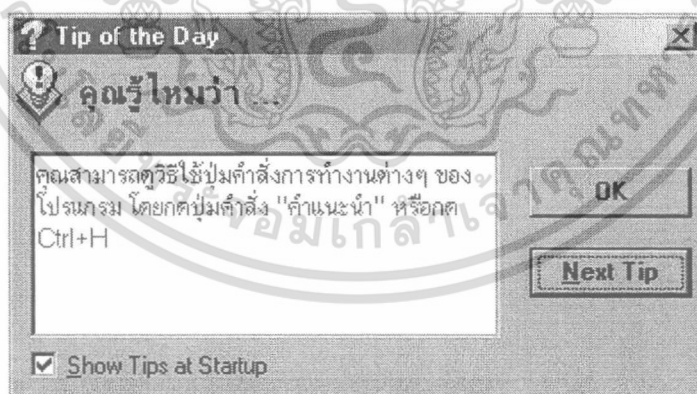 Tip of the Day
คุณรู้ไหมว่า ...
คุณสามารถดูวิธีใช้ปุ่มคำสั่งการทำงานต่างๆ ของ
โปรแกรม โดยกดปุ่มคำสั่ง "คำแนะนำ" หรือกด
Ctrl+H
OK
Next Tip
Show Tips at Startup